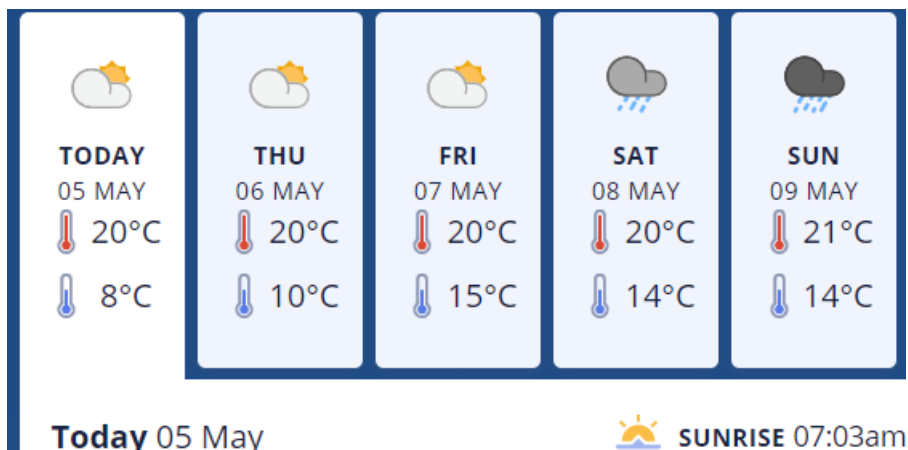 TODAY THU FRI SAT SUN
05 MAY 06 MAY 07 MAY 08 MAY 09 MAY
20°C 20°C 20°C 20°C 21°C
8°C 10°C 15°C 14°C 14°C
Today 05 May SUNRISE 07:03am